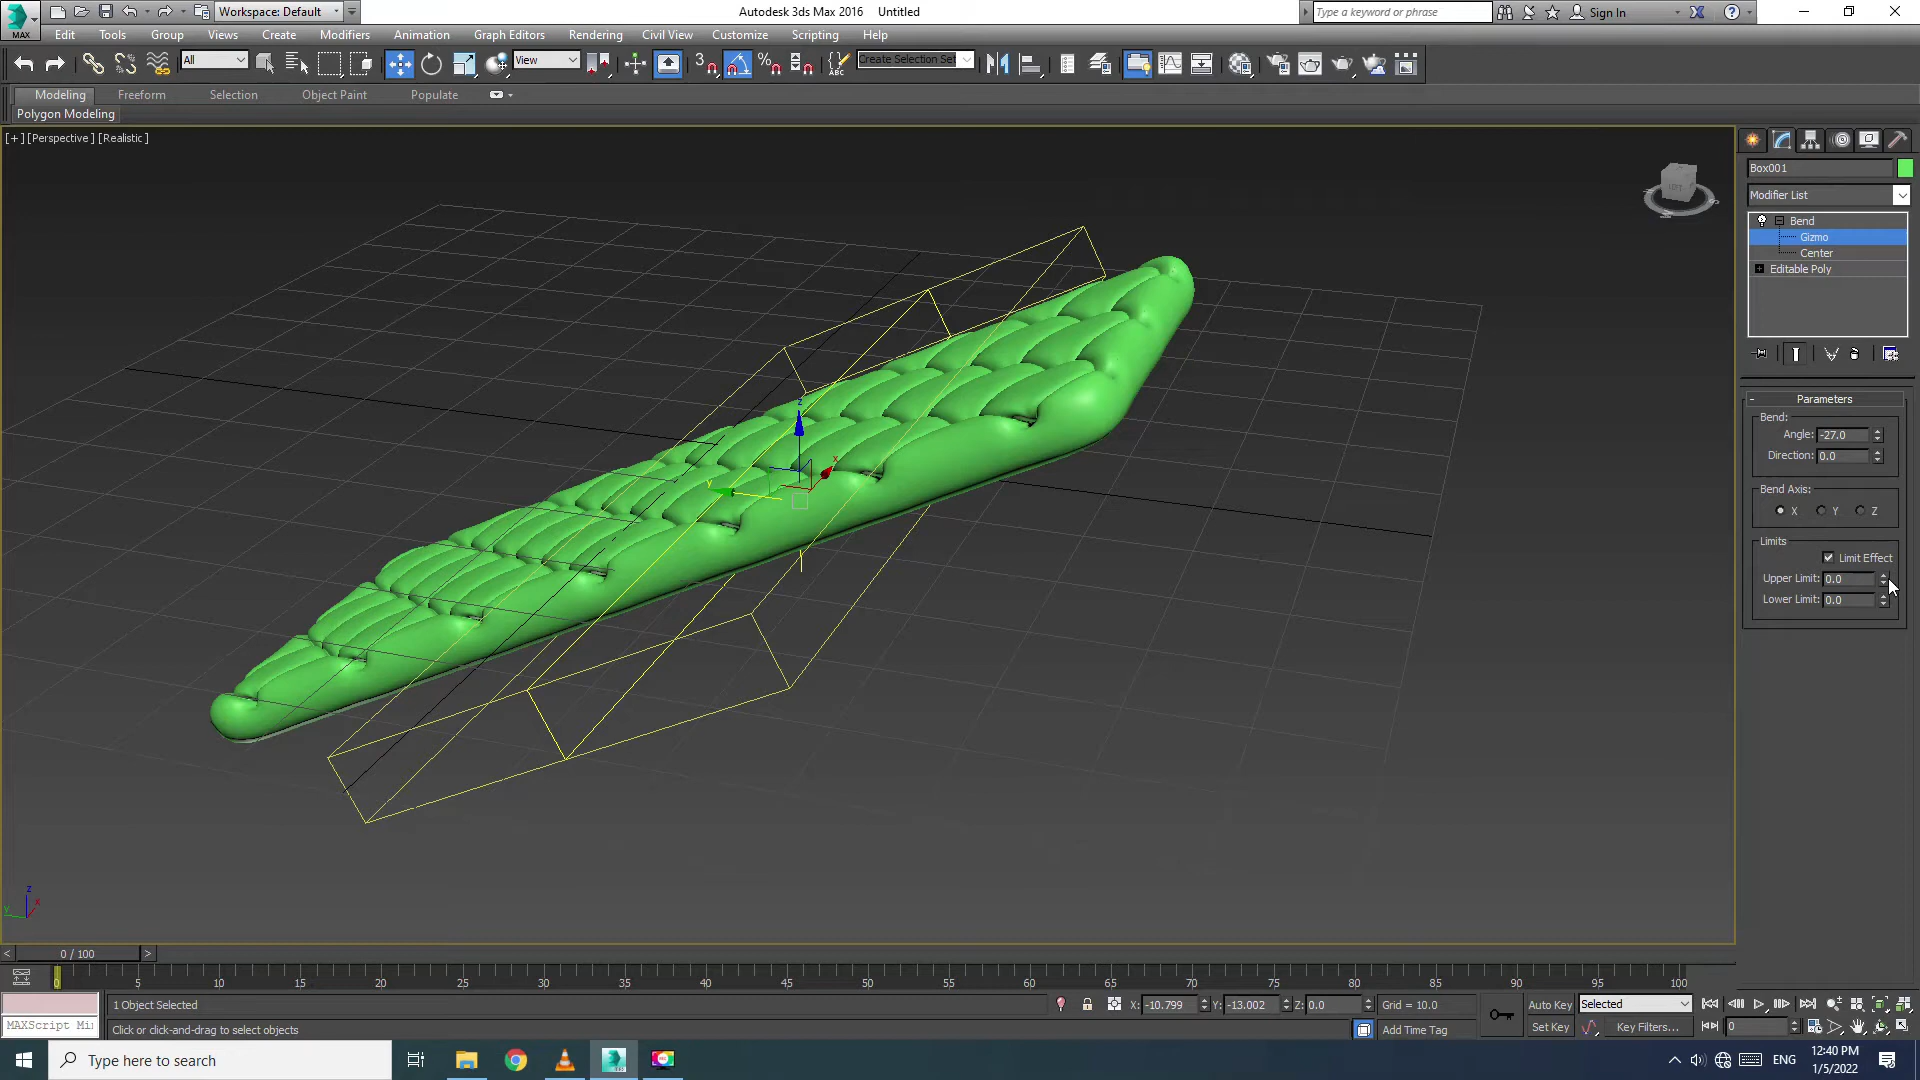 MAX
Workspace: Default
Autodesk 3ds Max 2016 Untitled
Type a keyword or phrase
Sign In
Edit Tools Group Views Create Modifiers Animation Graph Editors Rendering Civil View Customize Scripting Help
All
View
3
%
ABC
Create Selection Set
Modeling Freeform Selection Object Paint Populate
Polygon Modeling
[+] [Perspective] [Realistic]
Box001
Modifier List
Bend
Gizmo
Center
Editable Poly
- Parameters
Bend:
Angle: -27.0
Direction: 0.0
Bend Axis:
X Y Z
Limits
Limit Effect
Upper Limit: 0.0
Lower Limit: 0.0
z
x
y
z
x
y
< 0 / 100 >
0 5 10 15 20 25 30 35 40 45 50 55 60 65 70 75 80 85 90 95 100
1 Object Selected
X: -10.799 Y: -13.002 Z: 0.0
Grid = 10.0
Auto Key
Selected
MAXScript Mi
Click or click-and-drag to select objects
Add Time Tag
Set Key
Key Filters...
0
Type here to search
ENG
12:40 PM
1/5/2022